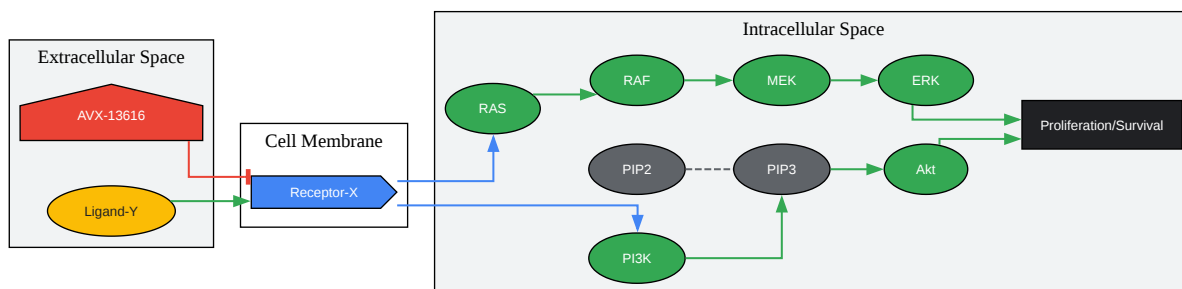 Extracellular Space
AVX-13616
Ligand-Y
Cell Membrane
Receptor-X
Intracellular Space
RAS
RAF
MEK
ERK
PIP2
PIP3
Akt
PI3K
Proliferation/Survival